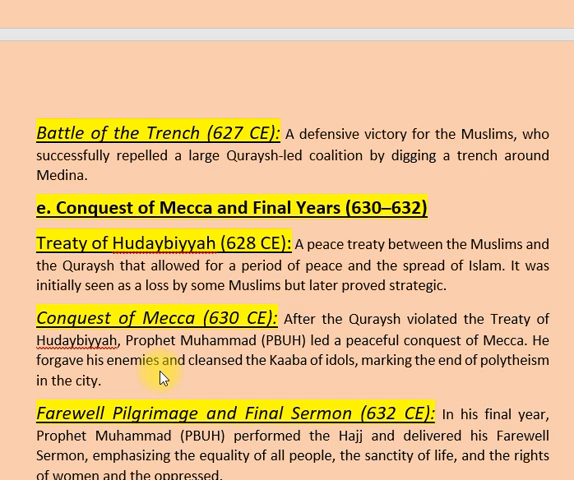 Battle of the Trench (627 CE): A defensive victory for the Muslims, who
successfully repelled a large Quraysh-led coalition by digging a trench around
Medina.
e. Conquest of Mecca and Final Years (630–632)
Treaty of Hudaybiyyah (628 CE): A peace treaty between the Muslims and
the Quraysh that allowed for a period of peace and the spread of Islam. It was
initially seen as a loss by some Muslims but later proved strategic.
Conquest of Mecca (630 CE): After the Quraysh violated the Treaty of
Hudaybiyyah, Prophet Muhammad (PBUH) led a peaceful conquest of Mecca. He
forgave his enemies and cleansed the Kaaba of idols, marking the end of polytheism
in the city.
Farewell Pilgrimage and Final Sermon (632 CE): In his final year,
Prophet Muhammad (PBUH) performed the Hajj and delivered his Farewell
Sermon, emphasizing the equality of all people, the sanctity of life, and the rights
of women and the oppressed.